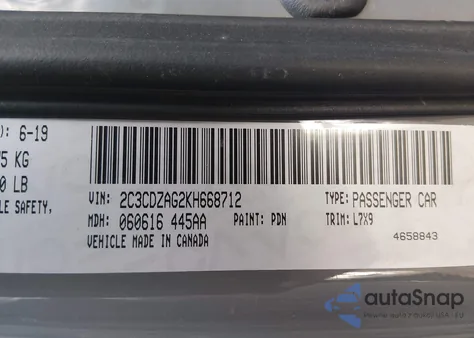 ): 6-19
5 KG
0 LB
LE SAFETY,
VIN: 2C3CDZAG2KH668712
TYPE: PASSENGER CAR
MDH: 060616 445AA
PAINT: PDN
TRIM: L7X9
VEHICLE MADE IN CANADA
4658843
autoSnap